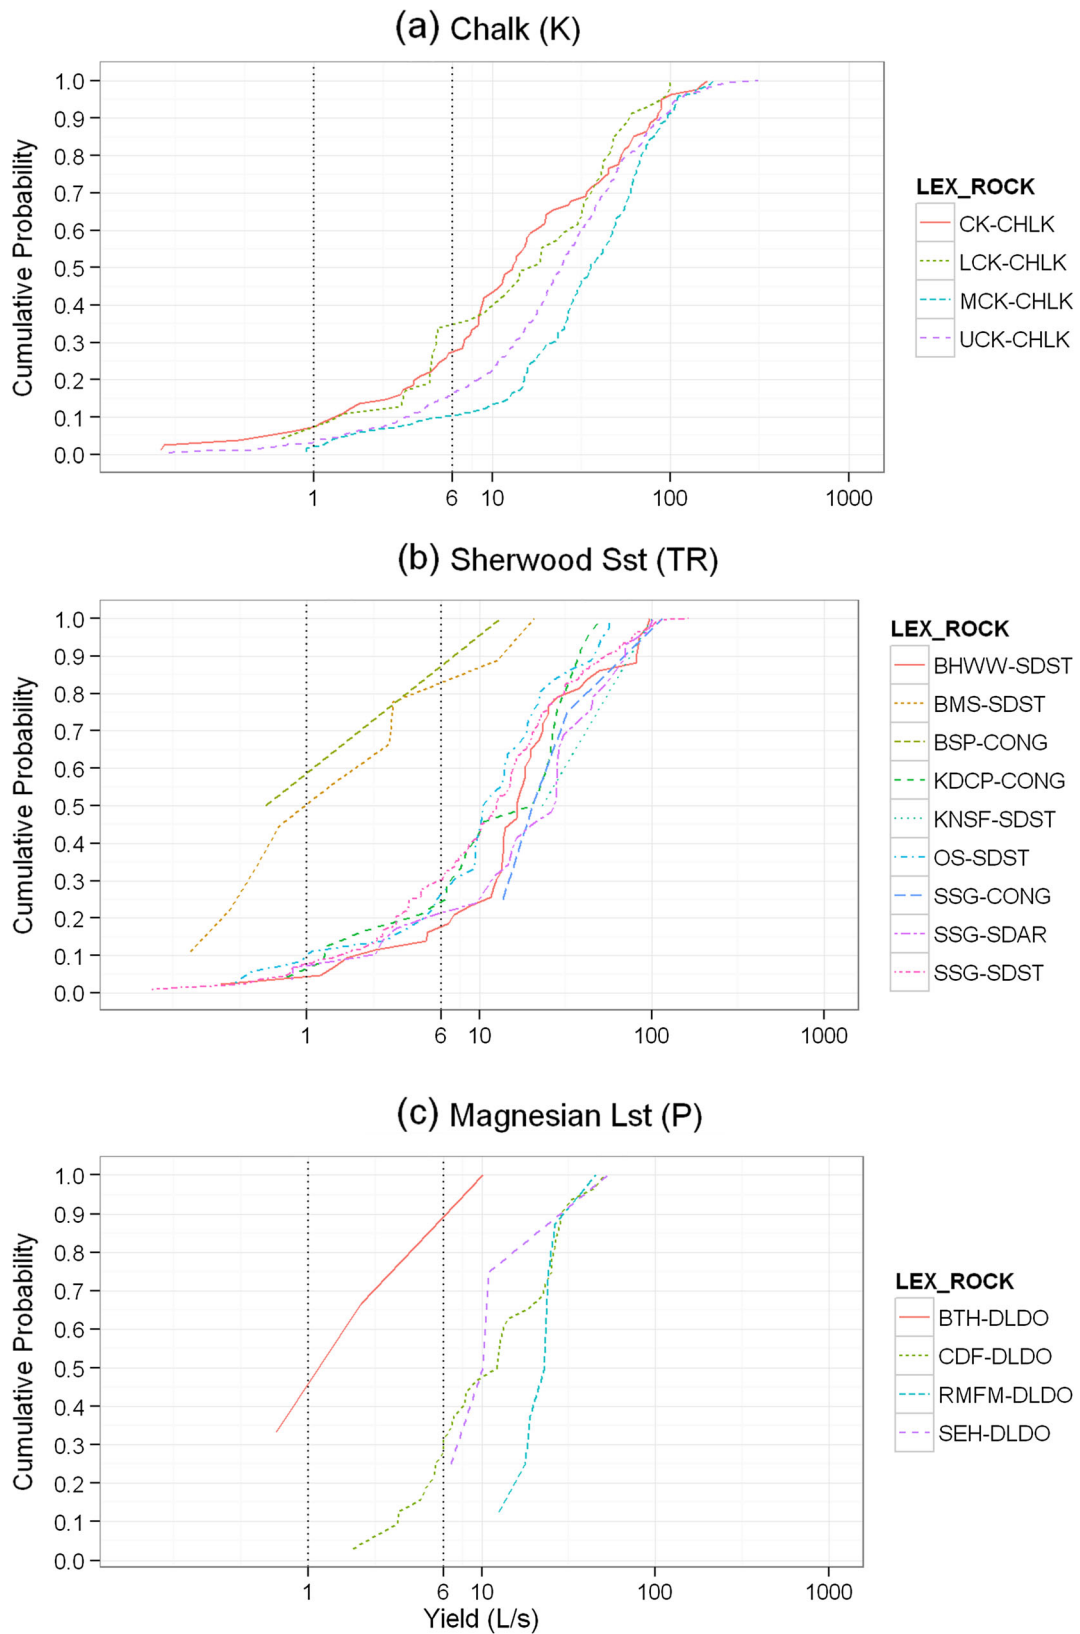 (a) Chalk (K)
Cumulative Probability
1.0
0.9
0.8
0.7
0.6
0.5
0.4
0.3
0.2
0.1
0.0
1 6 10 100 1000
LEX_ROCK
CK-CHLK
LCK-CHLK
MCK-CHLK
UCK-CHLK
(b) Sherwood Sst (TR)
Cumulative Probability
1.0
0.9
0.8
0.7
0.6
0.5
0.4
0.3
0.2
0.1
0.0
1 6 10 100 1000
LEX_ROCK
BHWW-SDST
BMS-SDST
BSP-CONG
KDCP-CONG
KNSF-SDST
OS-SDST
SSG-CONG
SSG-SDAR
SSG-SDST
(c) Magnesian Lst (P)
Cumulative Probability
1.0
0.9
0.8
0.7
0.6
0.5
0.4
0.3
0.2
0.1
0.0
1 6 10 100 1000
Yield (L/s)
LEX_ROCK
BTH-DLDO
CDF-DLDO
RMFM-DLDO
SEH-DLDO